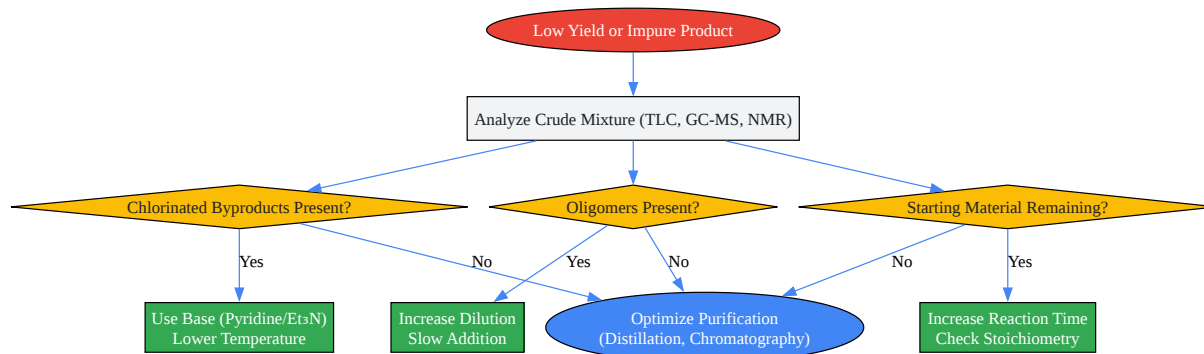 Low Yield or Impure Product
Analyze Crude Mixture (TLC, GC-MS, NMR)
Chlorinated Byproducts Present?
Oligomers Present?
Starting Material Remaining?
Yes
No
Yes
No
No
Yes
Use Base (Pyridine/Et₃N)
Lower Temperature
Increase Dilution
Slow Addition
Optimize Purification
(Distillation, Chromatography)
Increase Reaction Time
Check Stoichiometry